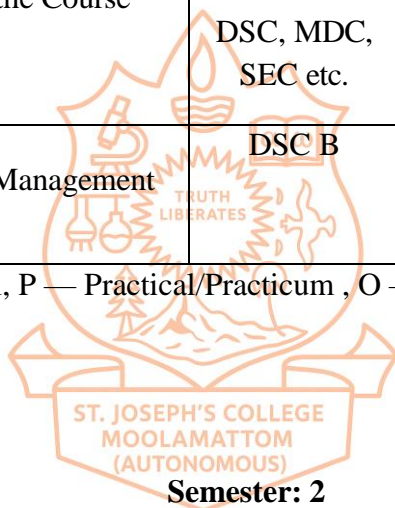 the Course
DSC, MDC,
SEC etc.
Management
DSC B
TRUTH
LIBERATES
, P — Practical/Practicum , O
ST. JOSEPH'S COLLEGE
MOOLAMATTOM
(AUTONOMOUS)
Semester: 2